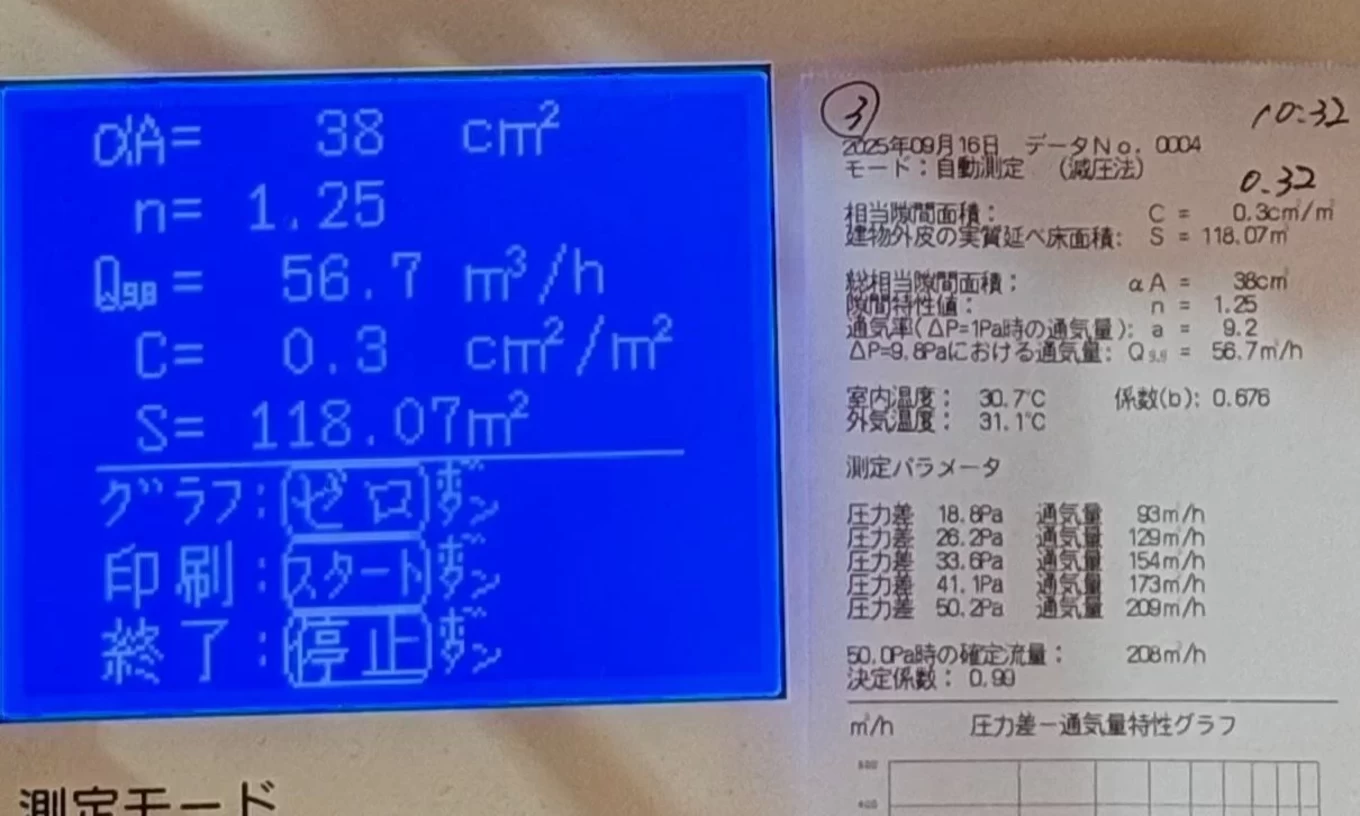 αA= 38 cm²
n= 1.25
Q9.8= 56.7 m³/h
C= 0.3 cm²/m²
S= 118.07m²
グラフ:(ゼロ)ボタン
印刷:(スタート)ボタン
終了:(停止)ボタン
測定モード
③ 10:32
2025年09月16日 データNo. 0004
モード:自動測定 (減圧法)
0.32
相当隙間面積: C = 0.3cm²/m²
建物外皮の実質延べ床面積: S = 118.07m²
総相当隙間面積: αA = 38cm²
隙間特性値: n = 1.25
通気率(ΔP=1Pa時の通気量): a = 9.2
ΔP=9.8Paにおける通気量: Q9.8 = 56.7m³/h
室内温度: 30.7℃ 係数(b): 0.676
外気温度: 31.1℃
測定パラメータ
圧力差 18.8Pa 通気量 93m³/h
圧力差 26.2Pa 通気量 129m³/h
圧力差 33.6Pa 通気量 154m³/h
圧力差 41.1Pa 通気量 173m³/h
圧力差 50.2Pa 通気量 209m³/h
50.0Pa時の確定流量: 208m³/h
決定係数: 0.99
m³/h 圧力差-通気量特性グラフ